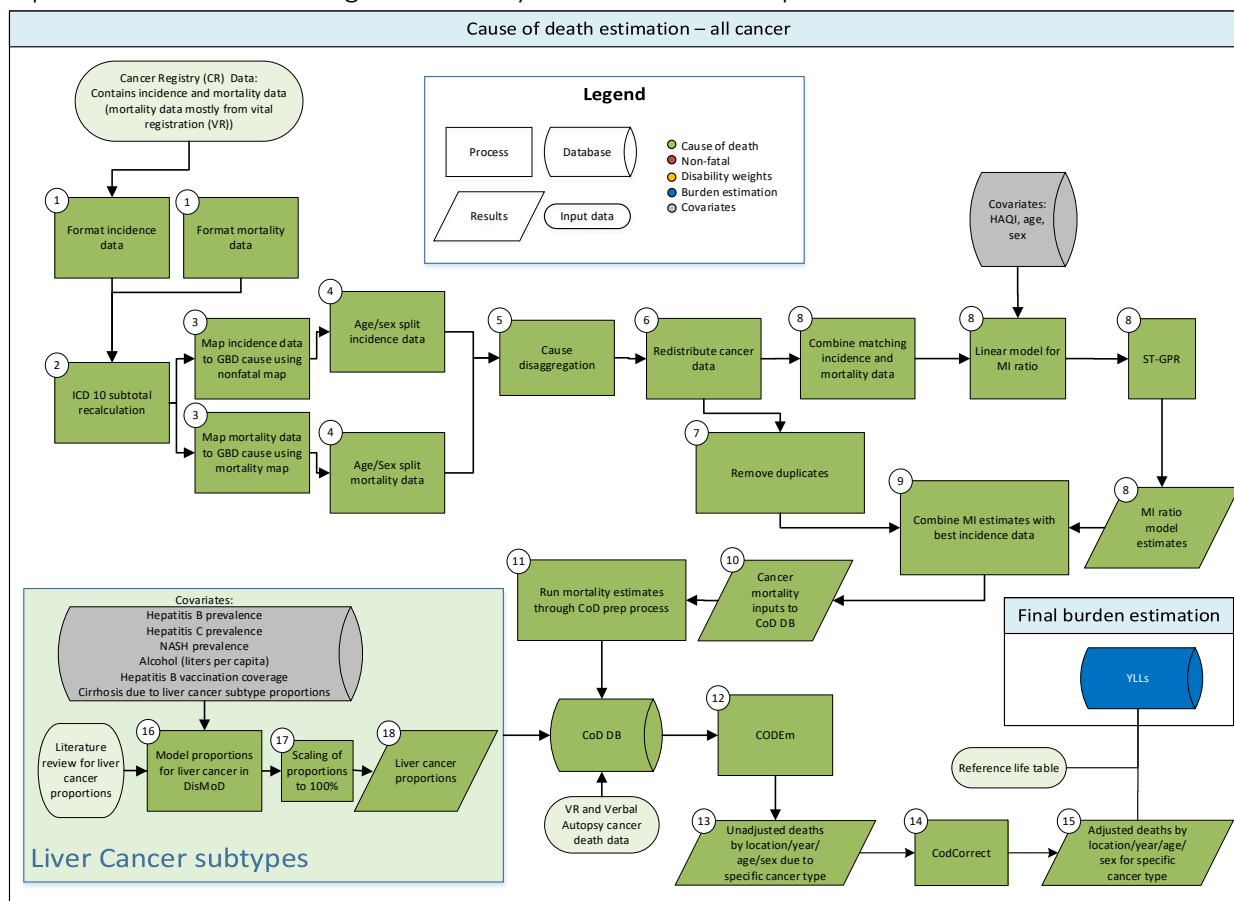 Cause of death estimation – all cancer
Cancer Registry (CR) Data:
Contains incidence and mortality data
(mortality data mostly from vital
registration (VR))
Legend
Process
Database
Results
Input data
Cause of death
Non-fatal
Disability weights
Burden estimation
Covariates
Covariates:
HAQI, age,
sex
1
Format incidence
data
1
Format mortality
data
2
ICD 10 subtotal
recalculation
3
Map incidence data
to GBD cause using
nonfatal map
3
Map mortality data
to GBD cause using
mortality map
4
Age/sex split
incidence data
4
Age/Sex split
mortality data
5
Cause
disaggregation
6
Redistribute cancer
data
8
Combine matching
incidence and
mortality data
8
Linear model for
MI ratio
8
ST-GPR
7
Remove duplicates
9
Combine MI estimates with
best incidence data
8
MI ratio
model
estimates
11
Run mortality estimates
through CoD prep
process
10
Cancer
mortality
inputs to
CoD DB
Final burden estimation
YLLs
Covariates:
Hepatitis B prevalence
Hepatitis C prevalence
NASH prevalence
Alcohol (liters per capita)
Hepatitis B vaccination coverage
Cirrhosis due to liver cancer subtype proportions
Literature
review for liver
cancer
proportions
16
Model proportions
for liver cancer in
DisMoD
17
Scaling of
proportions
to 100%
18
Liver cancer
proportions
Liver Cancer subtypes
CoD DB
12
CODEm
VR and Verbal
Autopsy cancer
death data
Reference life table
13
Unadjusted deaths
by location/year/
age/sex due to
specific cancer type
14
CodCorrect
15
Adjusted deaths by
location/year/age/
sex for specific
cancer type